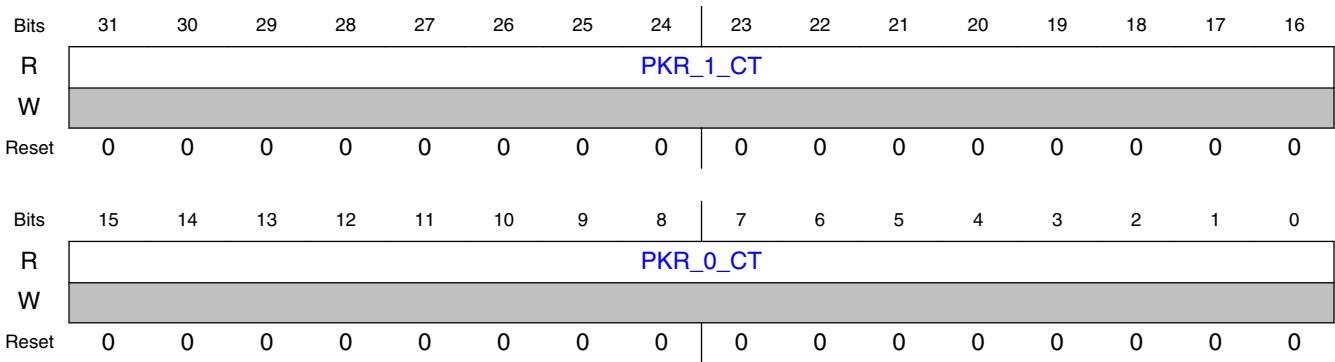 Bits 31 30 29 28 27 26 25 24 23 22 21 20 19 18 17 16
R PKR_1_CT
W
Reset 0 0 0 0 0 0 0 0 0 0 0 0 0 0 0 0
Bits 15 14 13 12 11 10 9 8 7 6 5 4 3 2 1 0
R PKR_0_CT
W
Reset 0 0 0 0 0 0 0 0 0 0 0 0 0 0 0 0